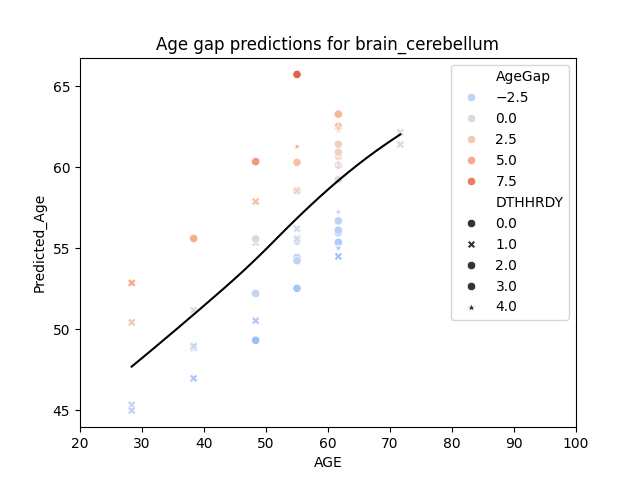 Age gap predictions for brain_cerebellum
Predicted_Age
65
60
55
50
45
20 30 40 50 60 70 80 90 100
AGE
AgeGap
−2.5
0.0
2.5
5.0
7.5
DTHHRDY
0.0
1.0
2.0
3.0
4.0